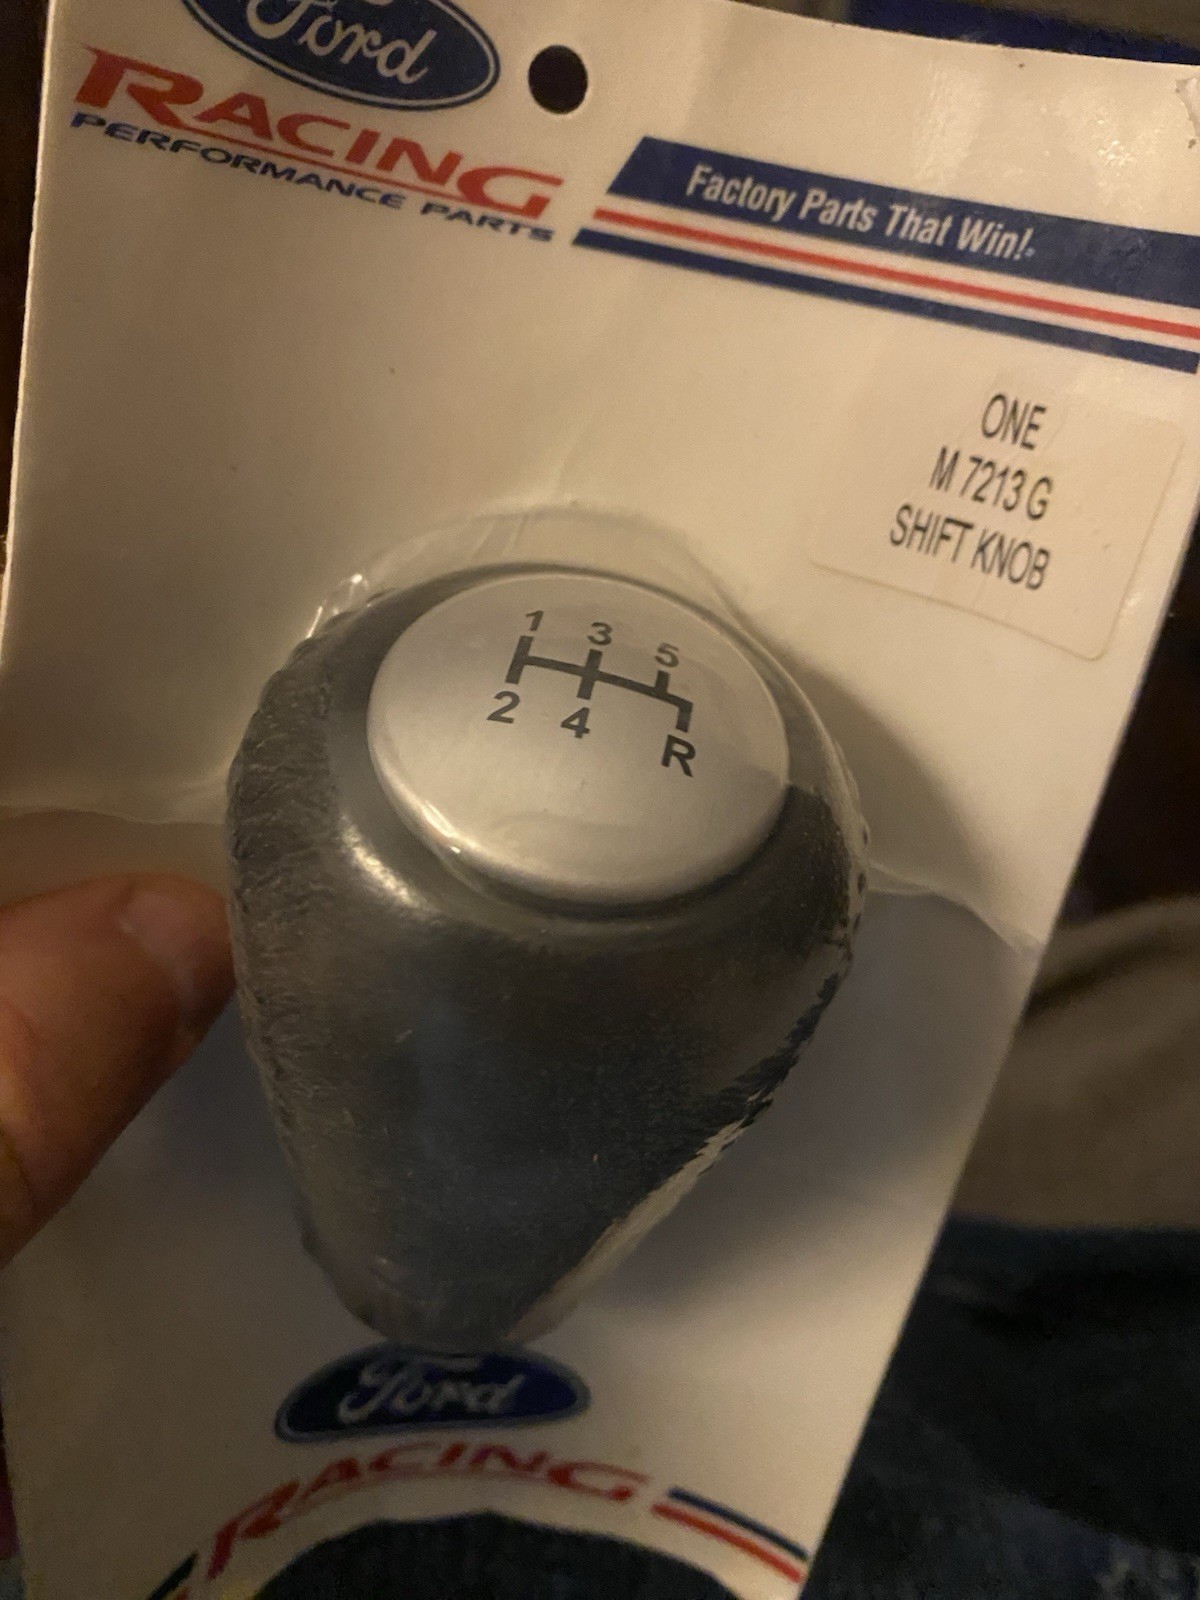 Ford
RACING
PERFORMANCE PARTS
Factory Parts That Win!
ONE
M 7213 G
SHIFT KNOB
1 3 5
2 4 R
Ford
RACING